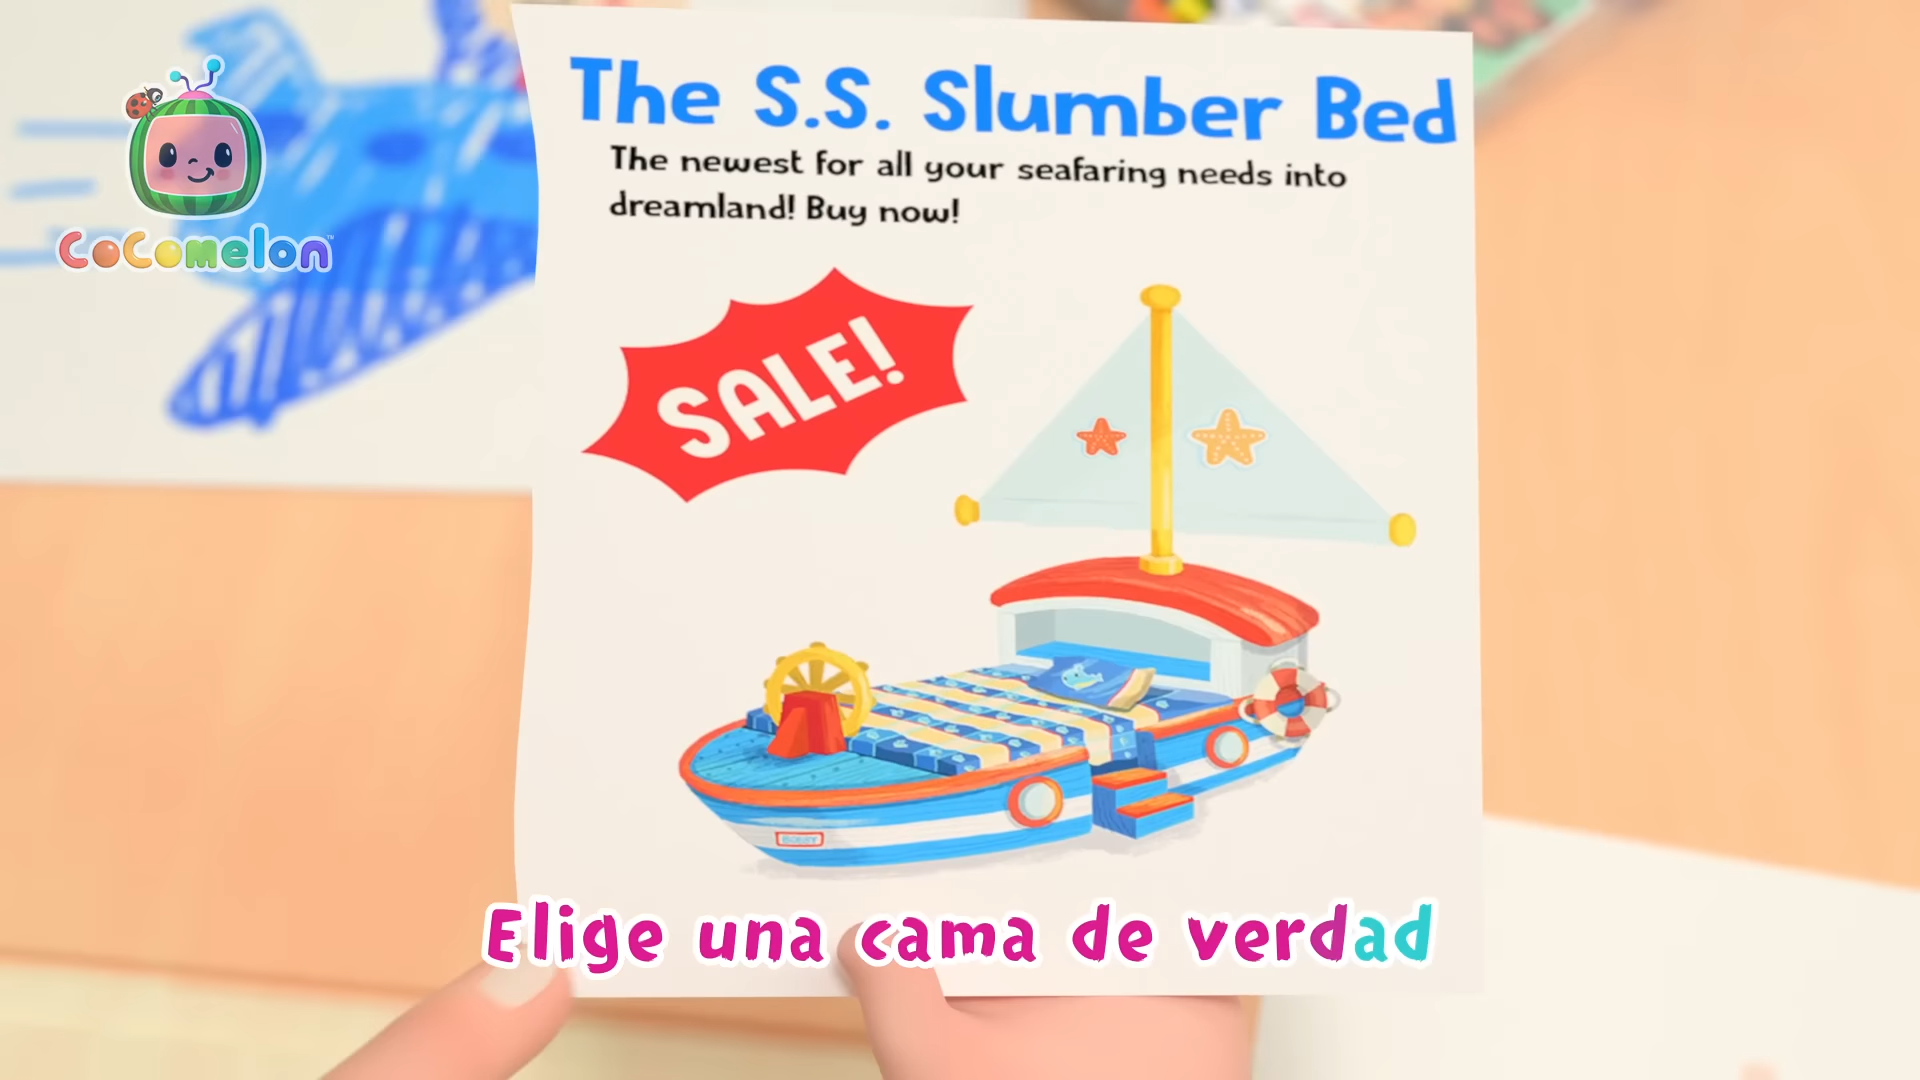 CoComelon
The S.S. Slumber Bed
The newest for all your seafaring needs into
dreamland! Buy now!
SALE!
Elige una cama de verdad